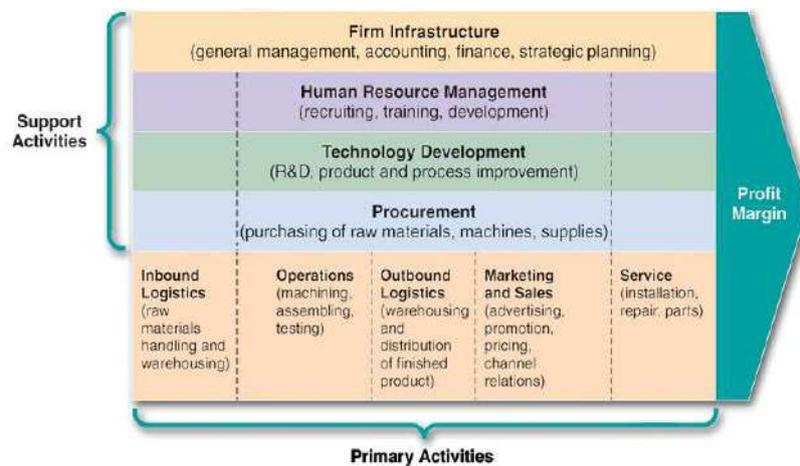 Firm Infrastructure
(general management, accounting, finance, strategic planning)
Human Resource Management
(recruiting, training, development)
Support
Activities
Technology Development
(R&D, product and process improvement)
Procurement
(purchasing of raw materials, machines, supplies)
Profit
Margin
Inbound
Logistics
(raw
materials
handling and
warehousing)
Operations
(machining,
assembling,
testing)
Outbound
Logistics
(warehousing
and
distribution
of finished
product)
Marketing
and Sales
(advertising,
promotion,
pricing,
channel
relations)
Service
(installation,
repair, parts)
Primary Activities